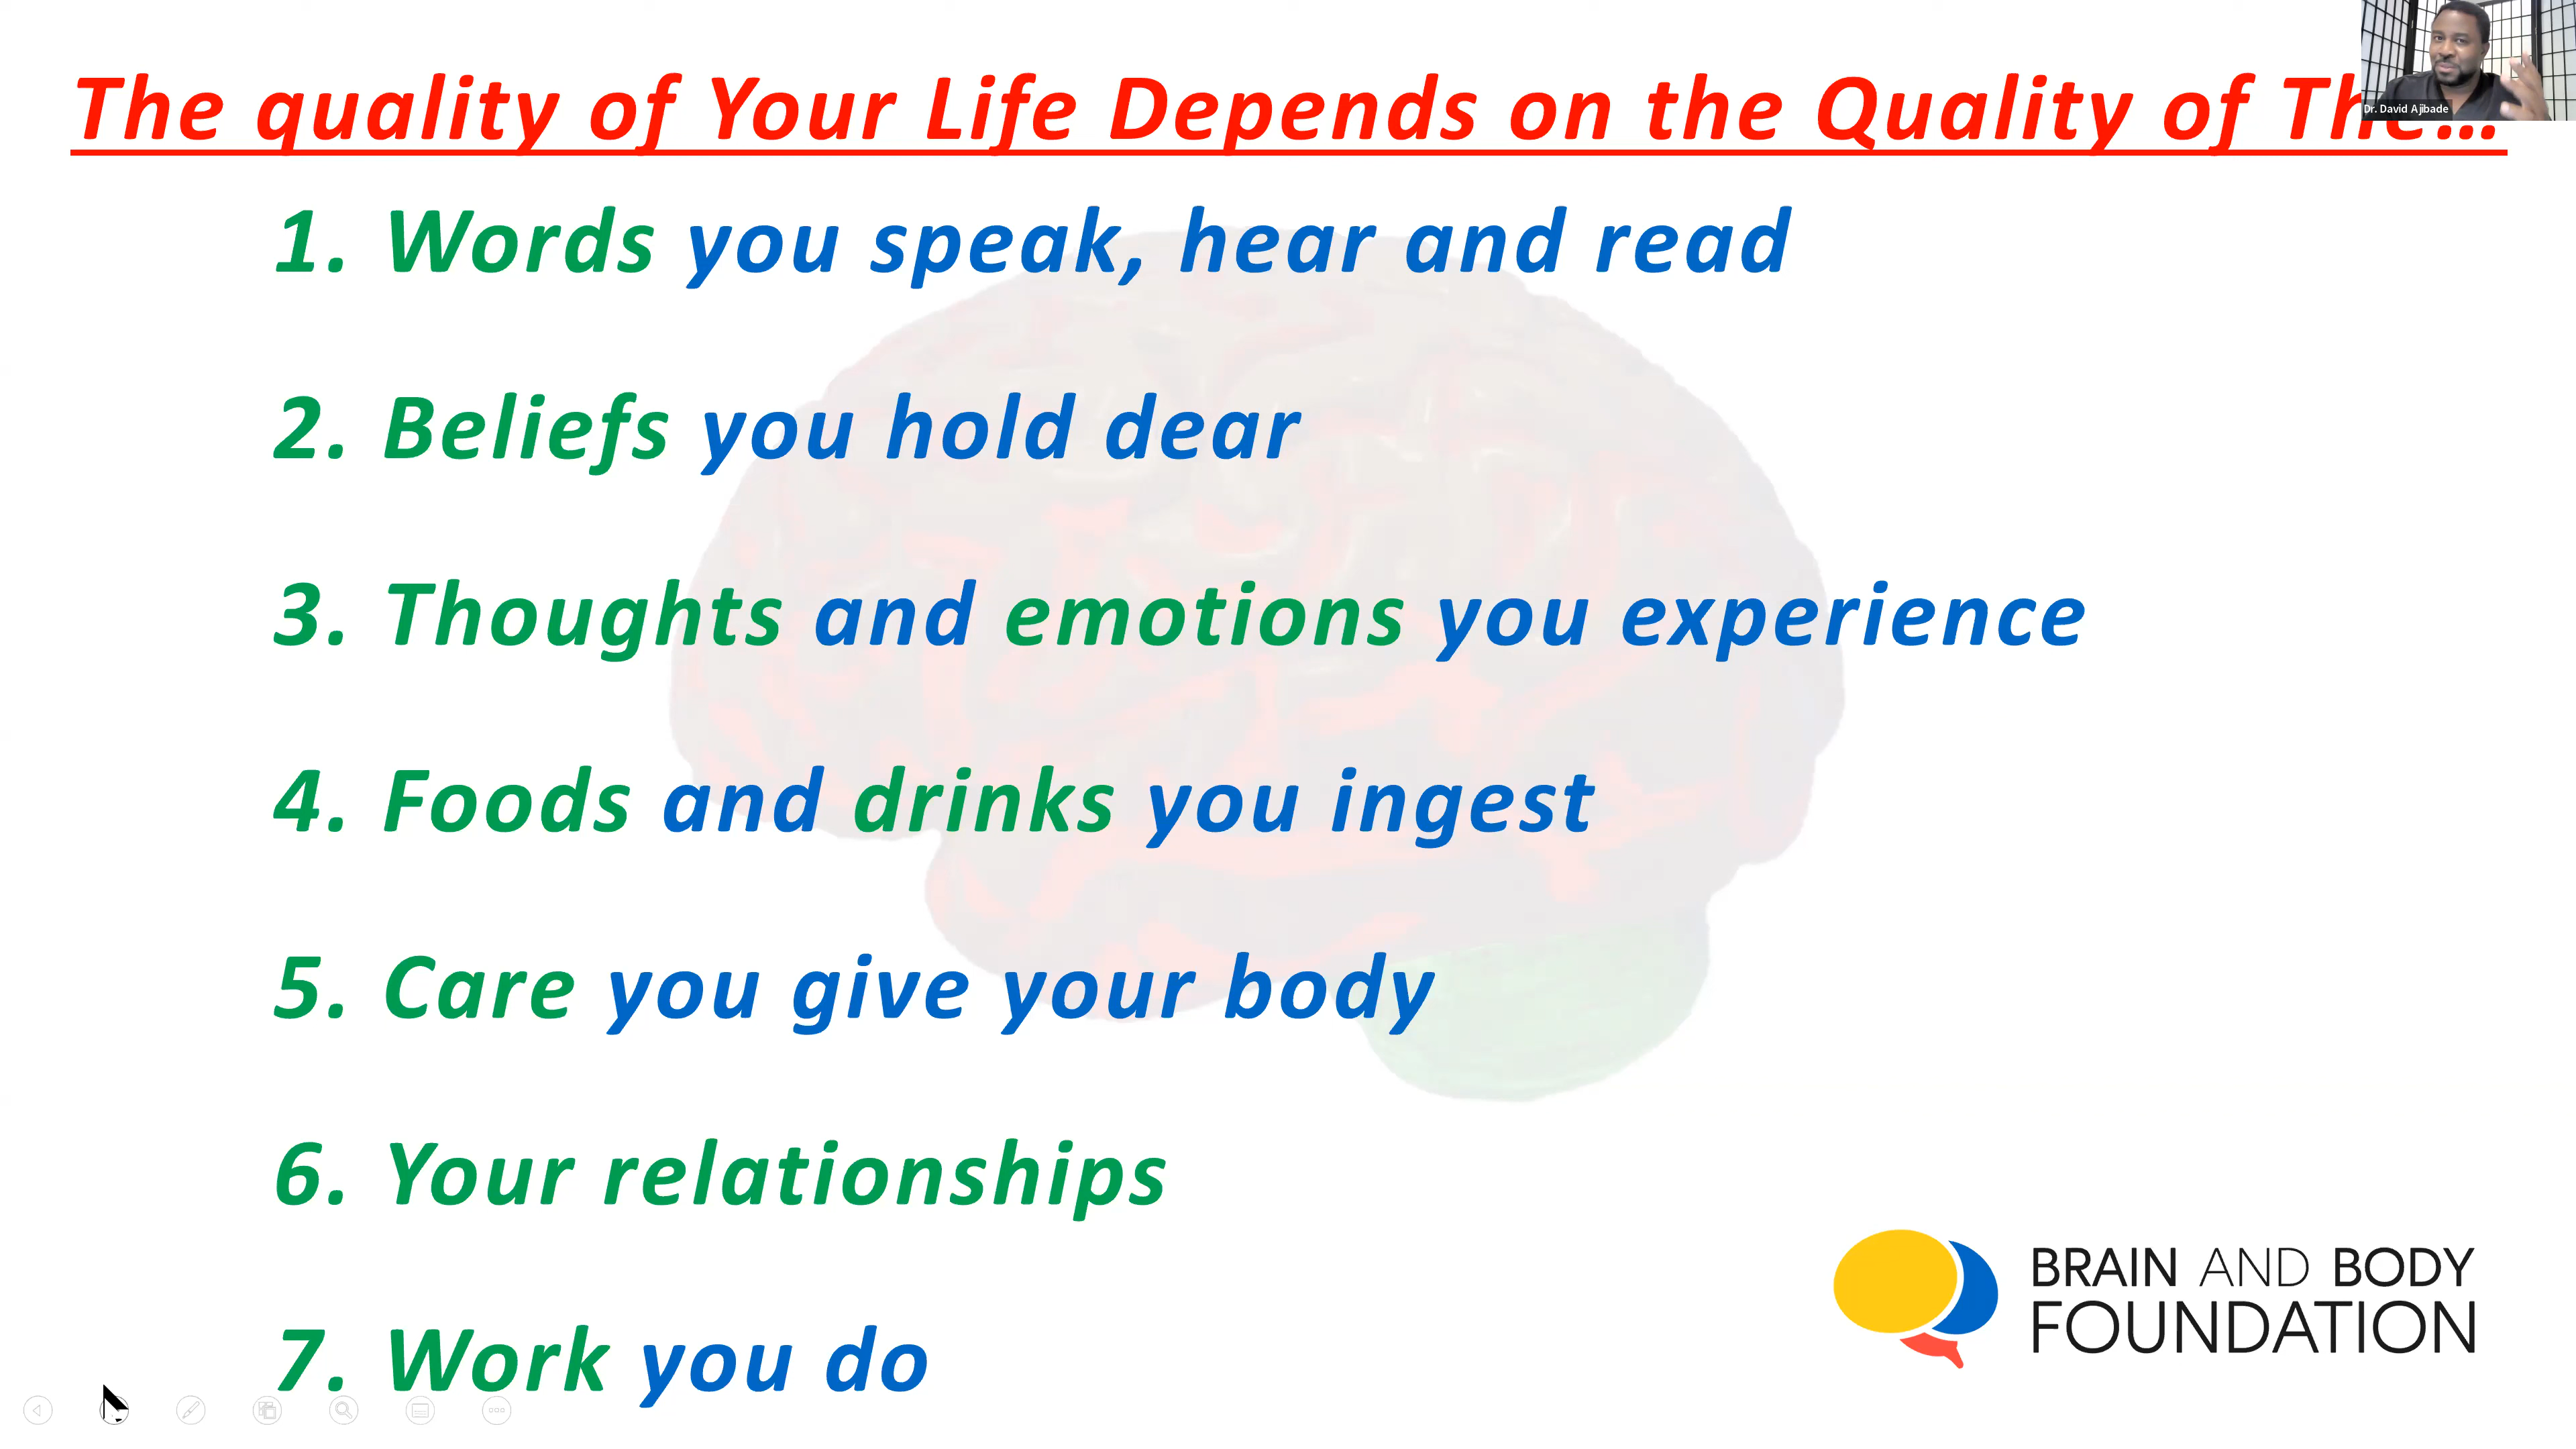 The quality of Your Life Depends on the Quality of The...
Dr. David Ajibade
1. Words you speak, hear and read
2. Beliefs you hold dear
3. Thoughts and emotions you experience
4. Foods and drinks you ingest
5. Care you give your body
6. Your relationships
7. Work you do
BRAIN AND BODY
FOUNDATION